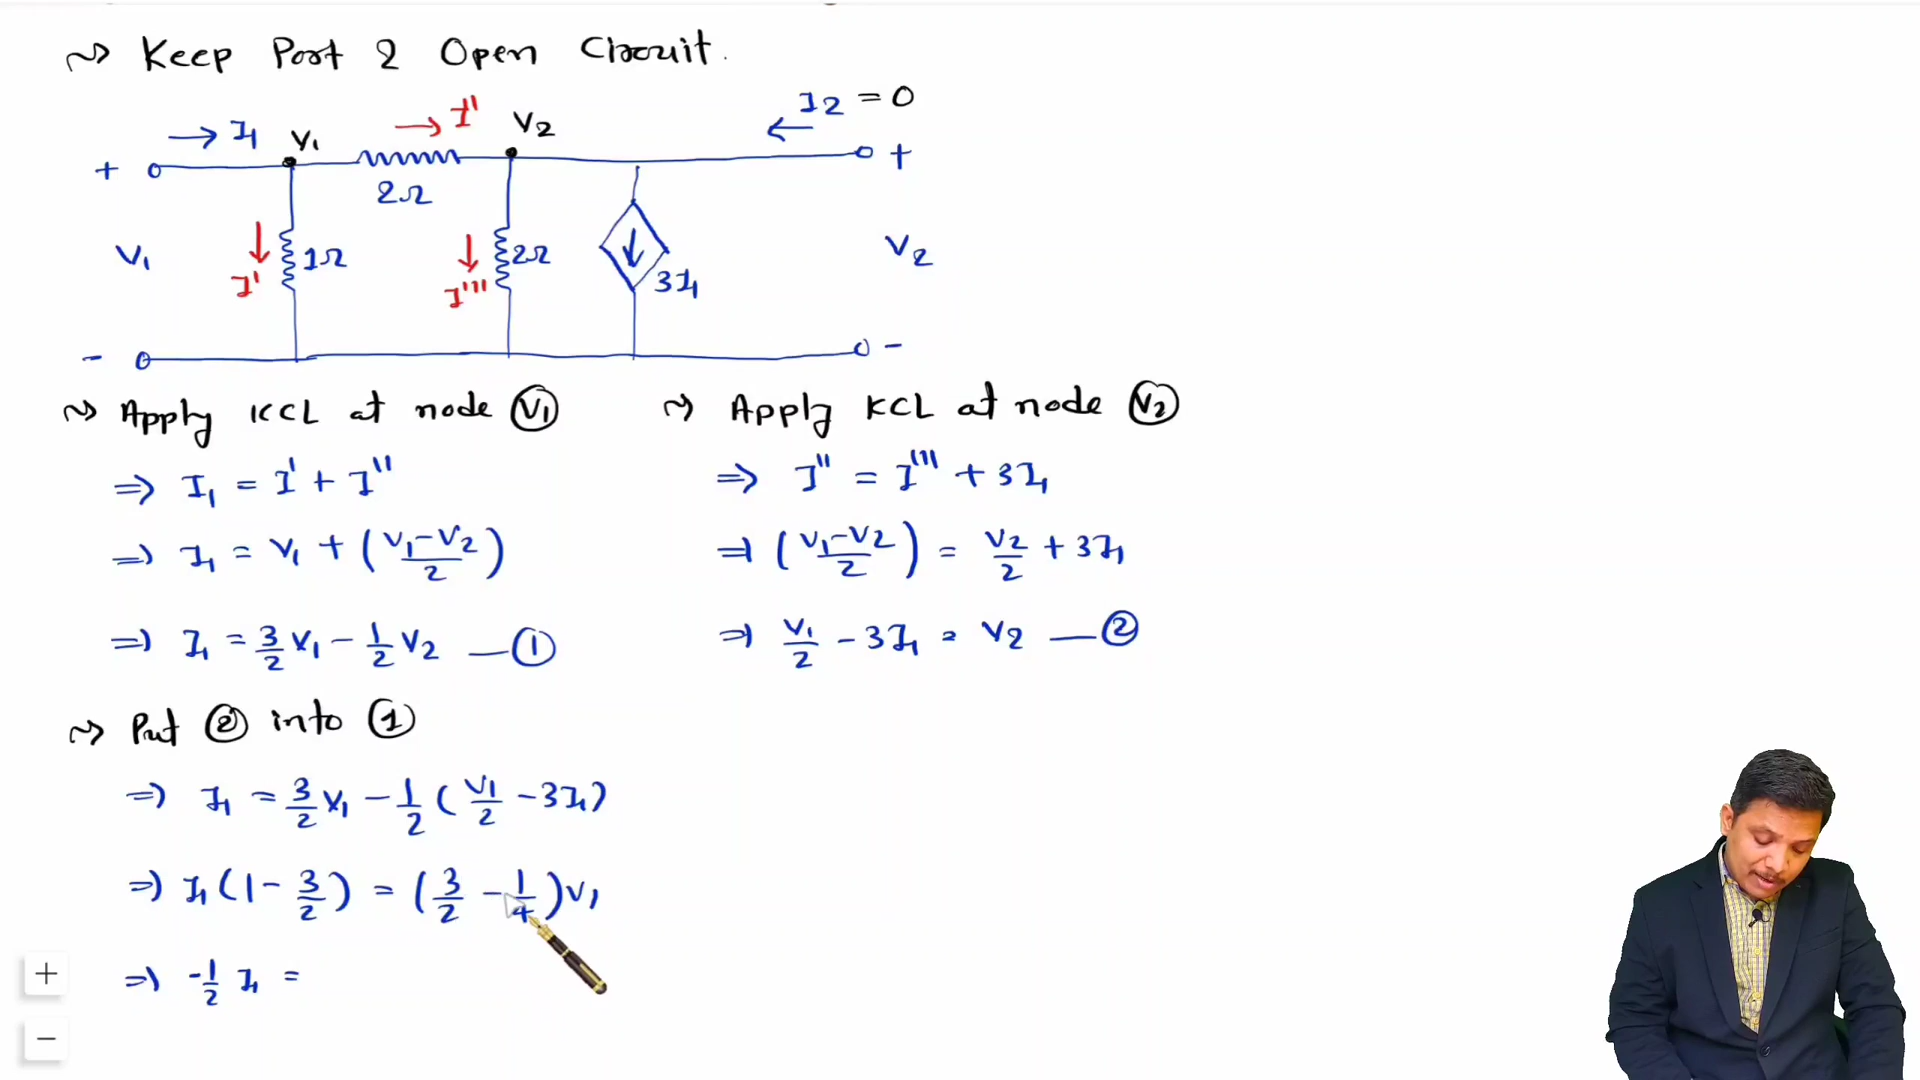 ~> Keep Port 2 Open Circuit.
→ I1 V1 → I' V2 ← I2 = 0
+ 2Ω +
V1 ↓ I' 1Ω ↓ I''' 2Ω ↓ 3I1 V2
- -
~> Apply KCL at node V1
⇒ I1 = I' + I''
⇒ I1 = V1 + (V1-V2/2)
⇒ I1 = 3/2 V1 - 1/2 V2 — 1
~> Apply KCL at node V2
⇒ I'' = I''' + 3I1
⇒ (V1-V2/2) = V2/2 + 3I1
⇒ V1/2 - 3I1 = V2 — 2
~> Put 2 into 1
⇒ I1 = 3/2 V1 - 1/2 (V1/2 - 3I1)
⇒ I1 (1 - 3/2) = (3/2 - 1/4) V1
⇒ -1/2 I1 =
+
-